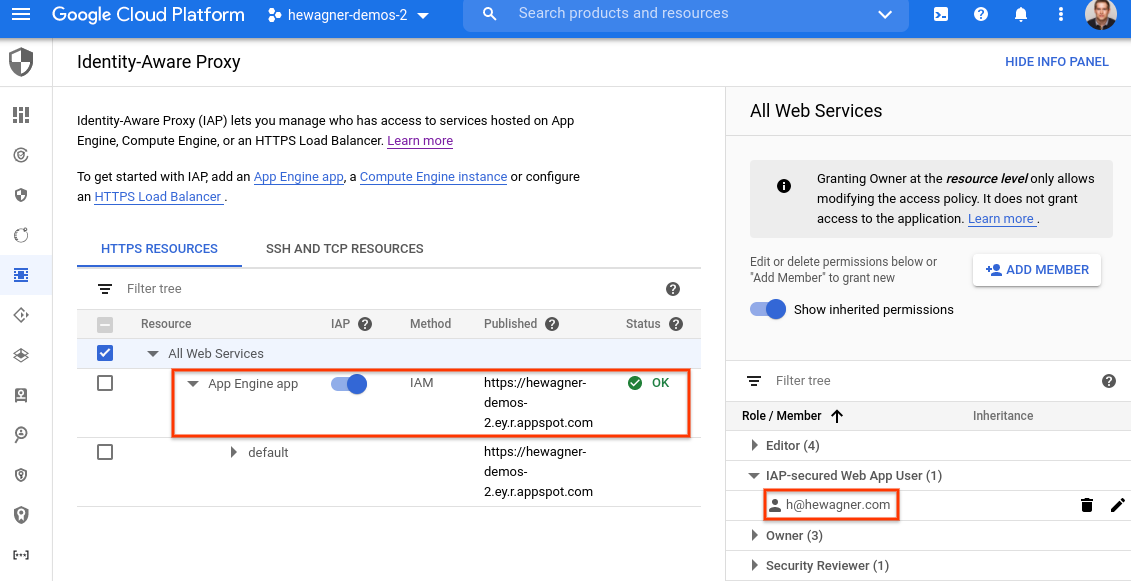 Google Cloud Platform
hewagner-demos-2
Search products and resources
Identity-Aware Proxy
HIDE INFO PANEL
Identity-Aware Proxy (IAP) lets you manage who has access to services hosted on App
Engine, Compute Engine, or an HTTPS Load Balancer. Learn more
To get started with IAP, add an App Engine app, a Compute Engine instance or configure
an HTTPS Load Balancer .
HTTPS RESOURCES
SSH AND TCP RESOURCES
Filter tree
Resource IAP Method Published Status
All Web Services
App Engine app IAM https://hewagner- OK
demos-
2.ey.r.appspot.com
default https://hewagner-
demos-
2.ey.r.appspot.com
All Web Services
Granting Owner at the resource level only allows
modifying the access policy. It does not grant
access to the application. Learn more .
Edit or delete permissions below or
"Add Member" to grant new
ADD MEMBER
Show inherited permissions
Filter tree
Role / Member Inheritance
Editor (4)
IAP-secured Web App User (1)
h@hewagner.com
Owner (3)
Security Reviewer (1)